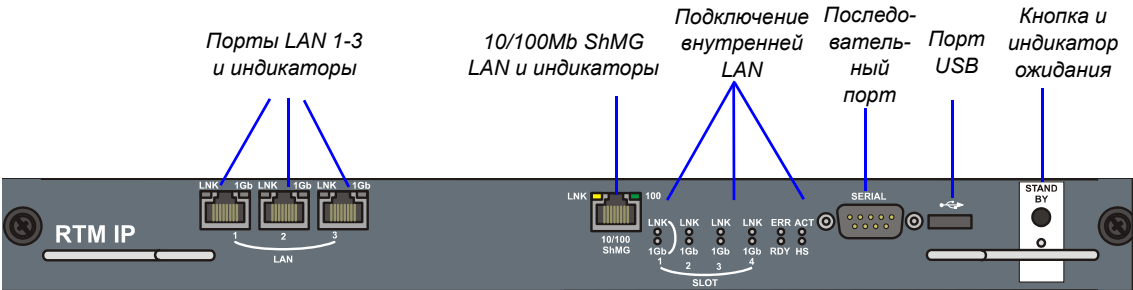 Порты LAN 1-3
и индикаторы
10/100Mb ShMG
LAN и индикаторы
Подключение
внутренней
LAN
Последо-
ватель-
ный
порт
Порт
USB
Кнопка и
индикатор
ожидания
RTM IP
LNK 1Gb LNK 1Gb LNK 1Gb
1 2 3
LAN
LNK 100
10/100
ShMG
LNK LNK LNK LNK ERR ACT
1Gb 1Gb 1Gb 1Gb RDY HS
1 2 3 4
SLOT
SERIAL
STAND
BY